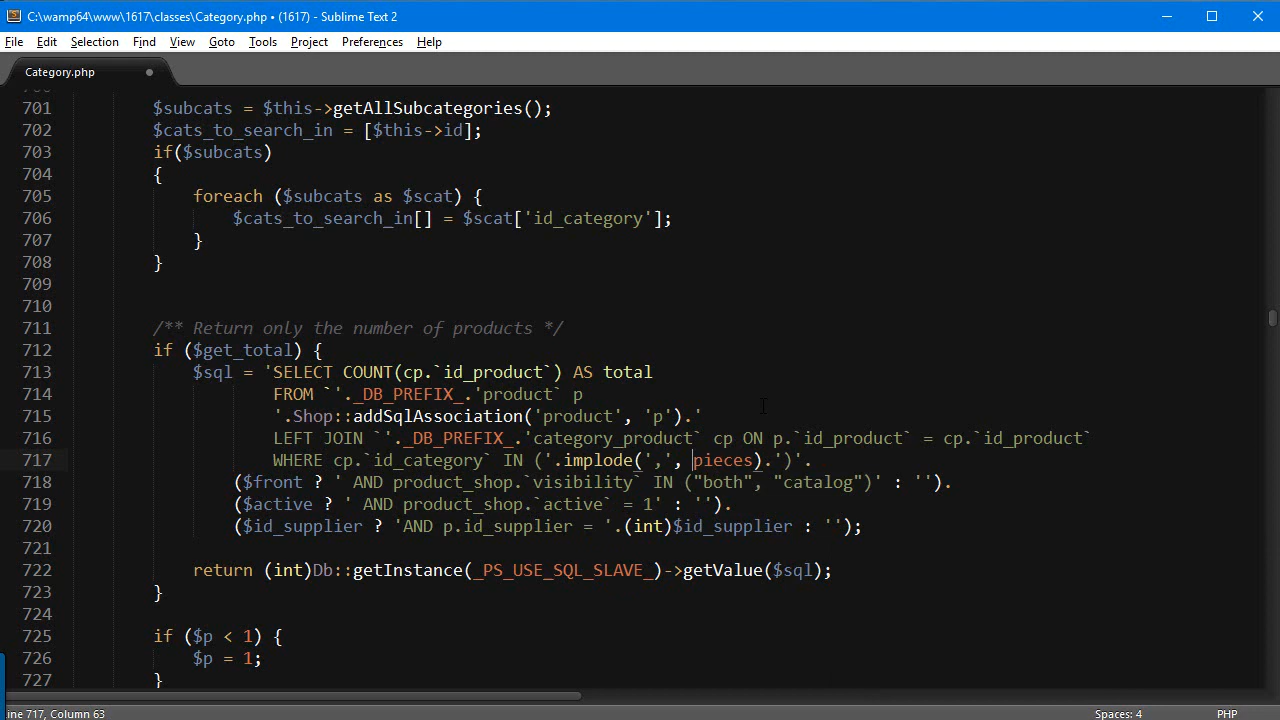 C:\wamp64\www\1617\classes\Category.php • (1617) - Sublime Text 2
File Edit Selection Find View Goto Tools Project Preferences Help
Category.php
701 $subcats = $this->getAllSubcategories();
702 $cats_to_search_in = [$this->id];
703 if($subcats)
704 {
705 foreach ($subcats as $scat) {
706 $cats_to_search_in[] = $scat['id_category'];
707 }
708 }
709
710
711 /** Return only the number of products */
712 if ($get_total) {
713 $sql = 'SELECT COUNT(cp.`id_product`) AS total
714 FROM `'._DB_PREFIX_.'product` p
715 '.Shop::addSqlAssociation('product', 'p').'
716 LEFT JOIN `'._DB_PREFIX_.'category_product` cp ON p.`id_product` = cp.`id_product`
717 WHERE cp.`id_category` IN ('.implode(',', pieces).')'.
718 ($front ? ' AND product_shop.`visibility` IN ("both", "catalog")' : '').
719 ($active ? ' AND product_shop.`active` = 1' : '').
720 ($id_supplier ? 'AND p.id_supplier = '.(int)$id_supplier : '');
721
722 return (int)Db::getInstance(_PS_USE_SQL_SLAVE_)->getValue($sql);
723 }
724
725 if ($p < 1) {
726 $p = 1;
727 }
ine 717, Column 63 Spaces: 4 PHP